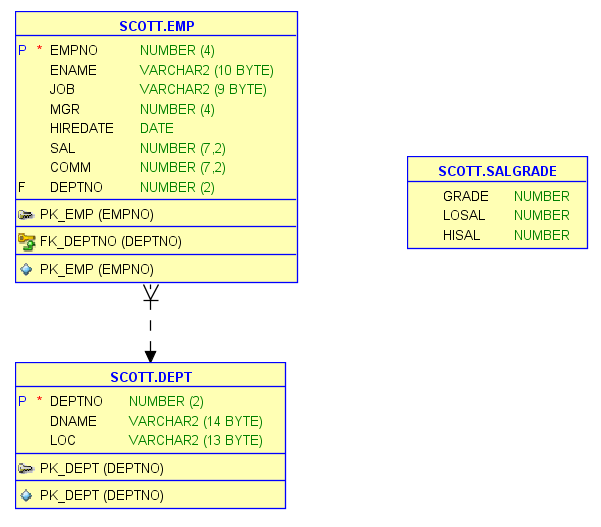 SCOTT.EMP
P * EMPNO NUMBER (4)
ENAME VARCHAR2 (10 BYTE)
JOB VARCHAR2 (9 BYTE)
MGR NUMBER (4)
HIREDATE DATE
SAL NUMBER (7,2)
COMM NUMBER (7,2)
F DEPTNO NUMBER (2)
PK_EMP (EMPNO)
FK_DEPTNO (DEPTNO)
PK_EMP (EMPNO)
SCOTT.SALGRADE
GRADE NUMBER
LOSAL NUMBER
HISAL NUMBER
SCOTT.DEPT
P * DEPTNO NUMBER (2)
DNAME VARCHAR2 (14 BYTE)
LOC VARCHAR2 (13 BYTE)
PK_DEPT (DEPTNO)
PK_DEPT (DEPTNO)